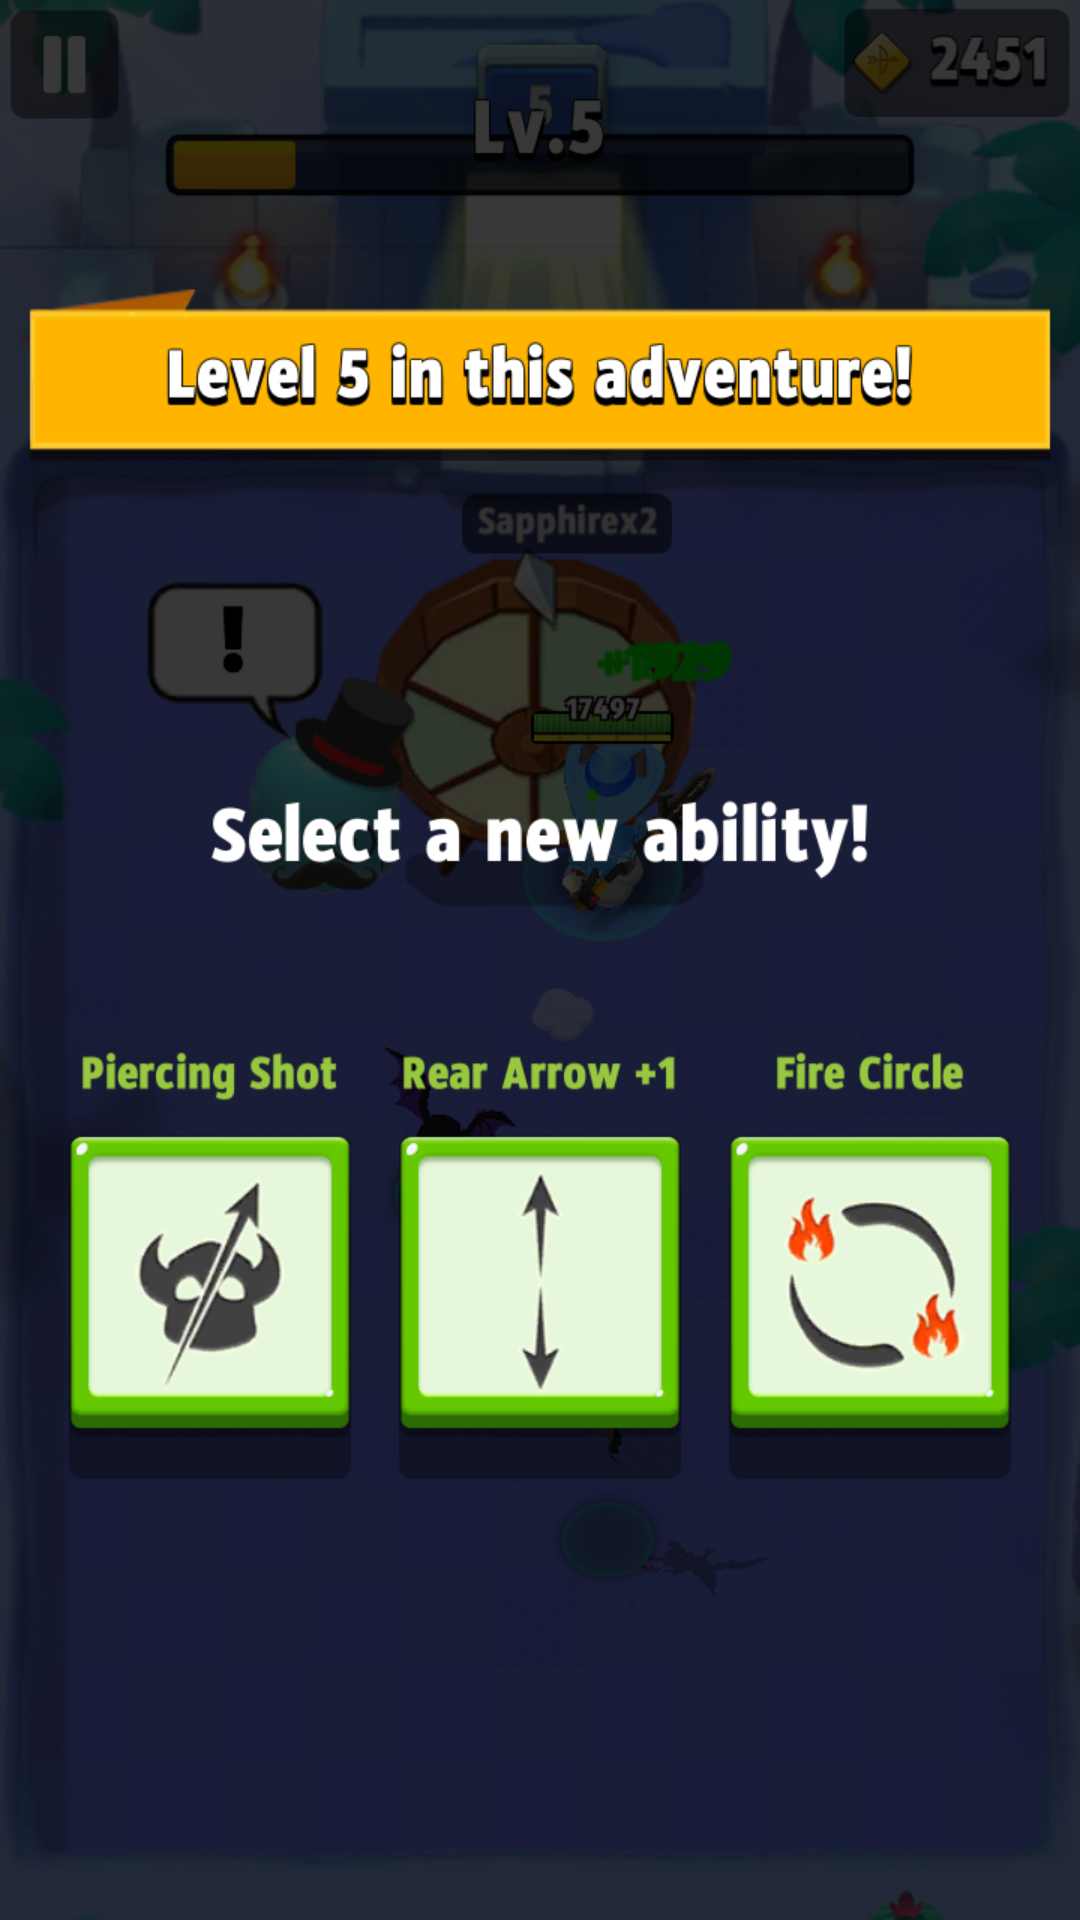 2451
5
Lv.5
Level 5 in this adventure!
Sapphirex2
!
17497
Select a new ability!
Piercing Shot
Rear Arrow +1
Fire Circle